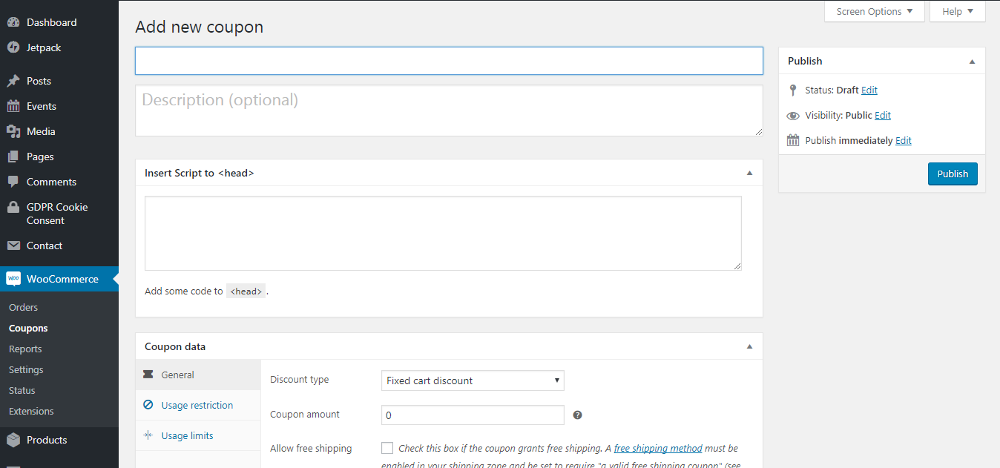 Dashboard
Jetpack
Posts
Events
Media
Pages
Comments
GDPR Cookie
Consent
Contact
WOO
WooCommerce
Orders
Coupons
Reports
Settings
Status
Extensions
Products
Screen Options ▼
Help ▼
Add new coupon
Description (optional)
Insert Script to <head>
Add some code to <head> .
Coupon data
General
Usage restriction
Usage limits
Discount type
Fixed cart discount
Coupon amount
0
?
Allow free shipping
Check this box if the coupon grants free shipping. A free shipping method must be
enabled in your shipping zone and be set to require "a valid free shipping coupon" (see
Publish
Status: Draft Edit
Visibility: Public Edit
Publish immediately Edit
Publish